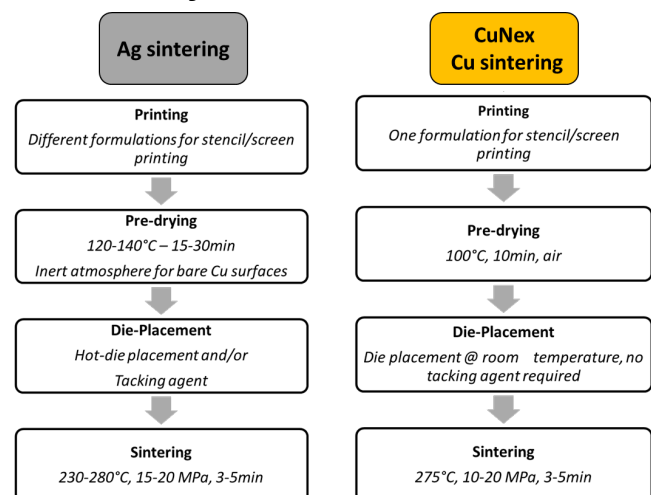 Ag sintering
CuNex
Cu sintering
Printing
Different formulations for stencil/screen
printing
Printing
One formulation for stencil/screen
printing
Pre-drying
120-140°C – 15-30min
Inert atmosphere for bare Cu surfaces
Pre-drying
100°C, 10min, air
Die-Placement
Hot-die placement and/or
Tacking agent
Die-Placement
Die placement @ room temperature, no
tacking agent required
Sintering
230-280°C, 15-20 MPa, 3-5min
Sintering
275°C, 10-20 MPa, 3-5min